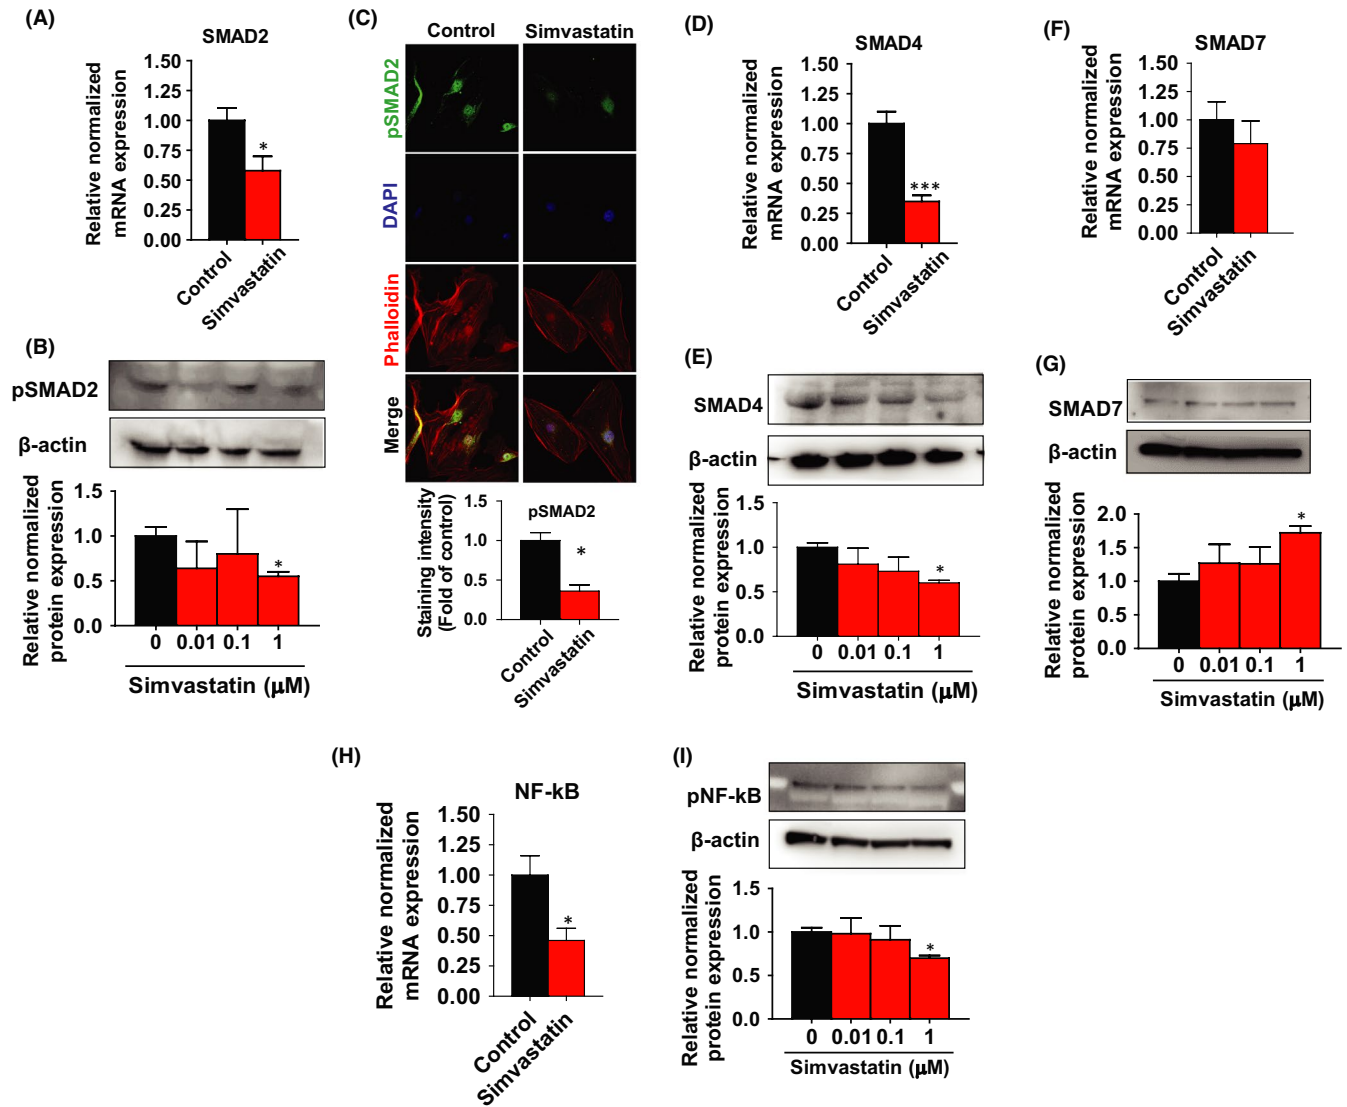 (A)
SMAD2
Relative normalized
mRNA expression
1.50
1.00
0.75
0.50
0.25
0.00
*
Control
Simvastatin
(B)
pSMAD2
β-actin
Relative normalized
protein expression
1.5
1.0
0.5
0.0
*
0 0.01 0.1 1
Simvastatin (μM)
(C)
Control Simvastatin
pSMAD2
DAPI
Phalloidin
Merge
Staining intensity
(Fold of control)
pSMAD2
1.5
1.0
0.5
0.0
*
Control
Simvastatin
(D)
SMAD4
Relative normalized
mRNA expression
1.50
1.00
0.75
0.50
0.25
0.00
***
Control
Simvastatin
(E)
SMAD4
β-actin
Relative normalized
protein expression
1.5
1.0
0.5
0.0
*
0 0.01 0.1 1
Simvastatin (μM)
(F)
SMAD7
Relative normalized
mRNA expression
1.50
1.25
1.00
0.75
0.50
0.25
0.00
Control
Simvastatin
(G)
SMAD7
β-actin
Relative normalized
protein expression
2.0
1.5
1.0
0.5
0.0
*
0 0.01 0.1 1
Simvastatin (μM)
(H)
NF-kB
Relative normalized
mRNA expression
1.50
1.00
0.75
0.50
0.25
0.00
*
Control
Simvastatin
(I)
pNF-kB
β-actin
Relative normalized
protein expression
1.5
1.0
0.5
0.0
*
0 0.01 0.1 1
Simvastatin (μM)